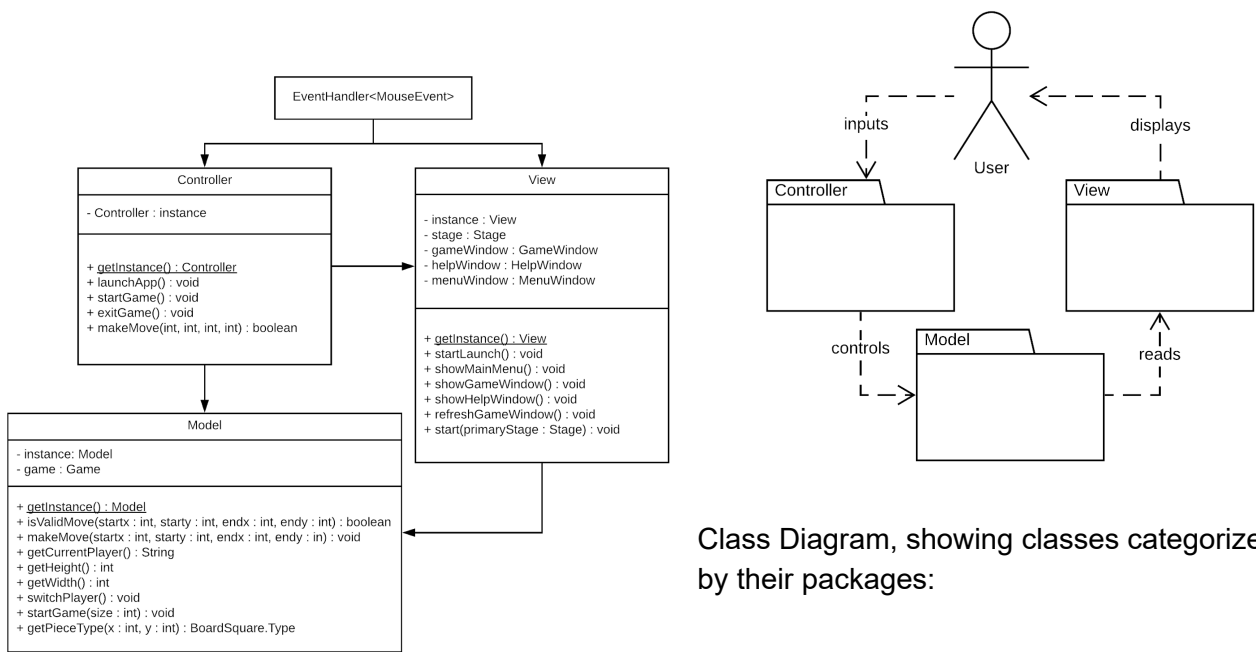 EventHandler<MouseEvent>
Controller
- Controller : instance
+ getInstance() : Controller
+ launchApp() : void
+ startGame() : void
+ exitGame() : void
+ makeMove(int, int, int, int) : boolean
View
- instance : View
- stage : Stage
- gameWindow : GameWindow
- helpWindow : HelpWindow
- menuWindow : MenuWindow
+ getInstance() : View
+ startLaunch() : void
+ showMainMenu() : void
+ showGameWindow() : void
+ showHelpWindow() : void
+ refreshGameWindow() : void
+ start(primaryStage : Stage) : void
Model
- instance: Model
- game : Game
+ getInstance() : Model
+ isValidMove(startx : int, starty : int, endx : int, endy : int) : boolean
+ makeMove(startx : int, starty : int, endx : int, endy : in) : void
+ getCurrentPlayer() : String
+ getHeight() : int
+ getWidth() : int
+ switchPlayer() : void
+ startGame(size : int) : void
+ getPieceType(x : int, y : int) : BoardSquare.Type
inputs
displays
User
Controller
View
controls
Model
reads
Class Diagram, showing classes categorize
by their packages: